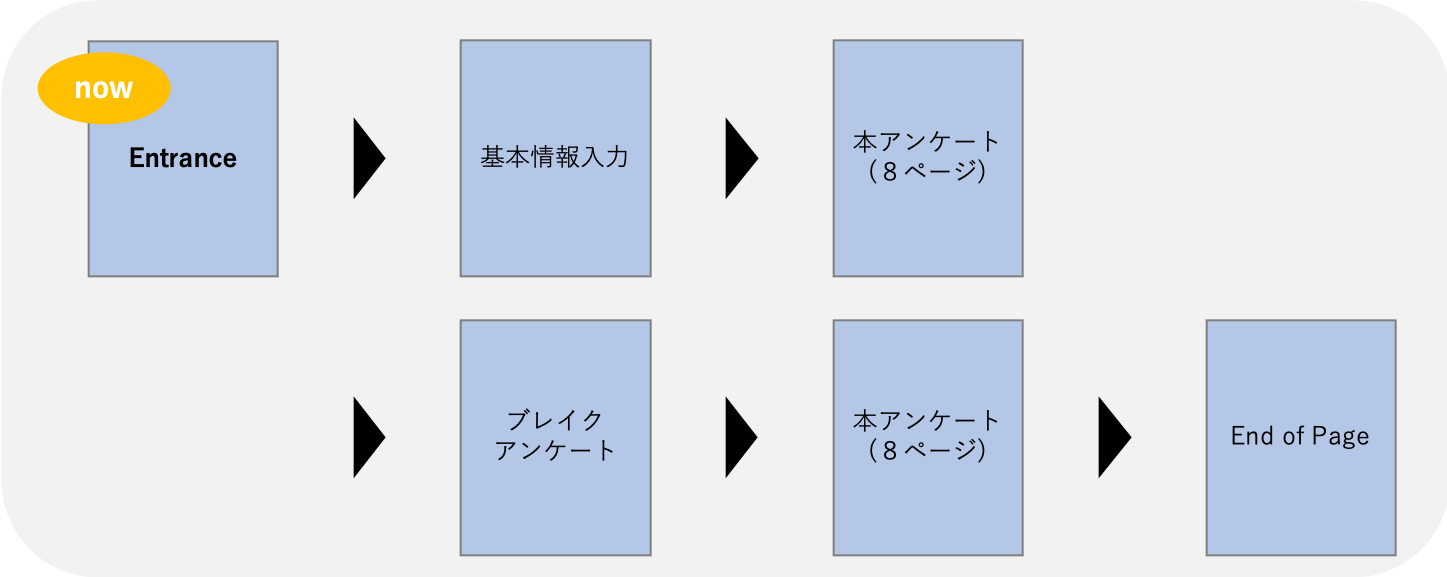 now
Entrance
基本情報入力
本アンケート
（８ページ）
ブレイク
アンケート
本アンケート
（８ページ）
End of Page